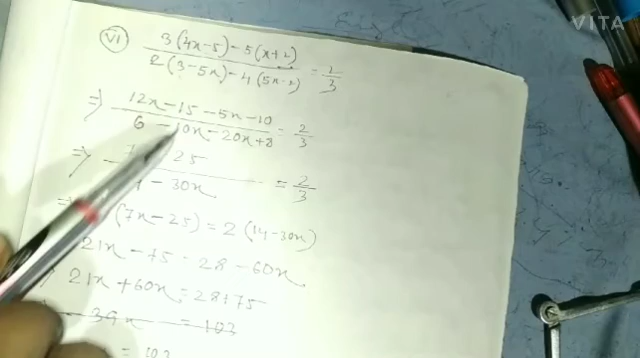 VITA
(vi) 3(4x-5)-5(x+2) / 2(3-5x)-4(5x-2) = 2/3
⇒ 12x-15-5x-10 / 6-10x-20x+8 = 2/3
⇒ 25 / - 30x = 2/3
(7x-25) = 2(14-30x)
21x-75 - 28-60x
21x+60x = 28+75
- 39x = 103
= 103